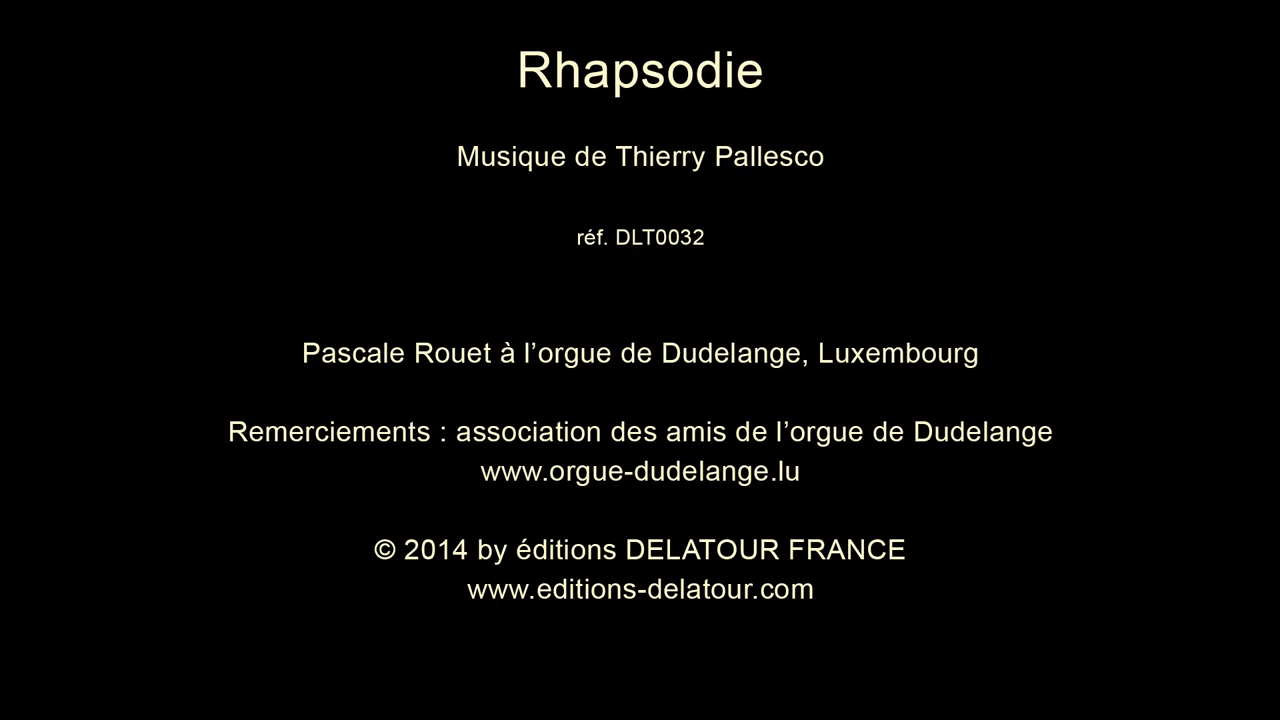 Rhapsodie
Musique de Thierry Pallesco
réf. DLT0032
Pascale Rouet à l’orgue de Dudelange, Luxembourg
Remerciements : association des amis de l’orgue de Dudelange
www.orgue-dudelange.lu
© 2014 by éditions DELATOUR FRANCE
www.editions-delatour.com